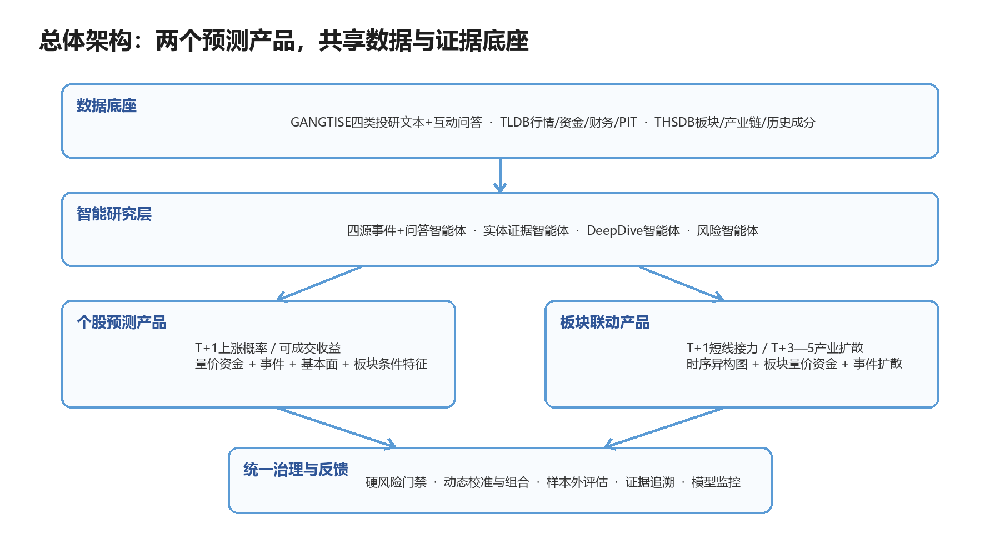 总体架构：两个预测产品，共享数据与证据底座
数据底座
GANGTISE四类投研文本+互动问答 · TLDB行情/资金/财务/PIT · THSDB板块/产业链/历史成分
智能研究层
四源事件+问答智能体 · 实体证据智能体 · DeepDive智能体 · 风险智能体
个股预测产品
T+1上涨概率 / 可成交收益
量价资金 + 事件 + 基本面 + 板块条件特征
板块联动产品
T+1短线接力 / T+3—5产业扩散
时序异构图 + 板块量价资金 + 事件扩散
统一治理与反馈
硬风险门禁 · 动态校准与组合 · 样本外评估 · 证据追溯 · 模型监控